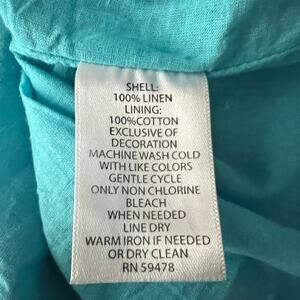 SHELL:
100% LINEN
LINING:
100%COTTON
EXCLUSIVE OF
DECORATION
MACHINE WASH COLD
WITH LIKE COLORS
GENTLE CYCLE
ONLY NON CHLORINE
BLEACH
WHEN NEEDED
LINE DRY
WARM IRON IF NEEDED
OR DRY CLEAN
RN 59478